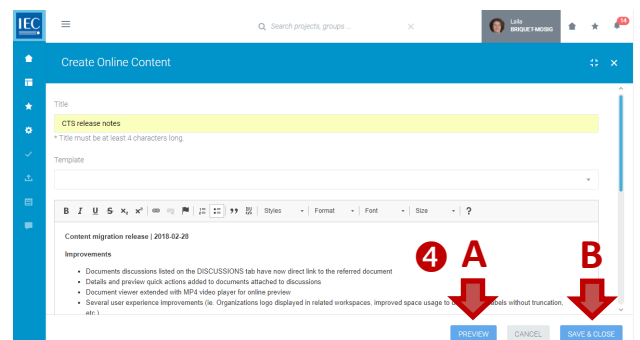 IEC
Search projects, groups ...
Laila
BRIQUET-MOSIG
14
Create Online Content
Title
CTS release notes
* Title must be at least 4 characters long.
Template
B I U S x₂ x² Styles Format Font Size ?
Content migration release | 2018-02-28
Improvements
• Documents discussions listed on the DISCUSSIONS tab have now direct link to the referred document
• Details and preview quick actions added to documents attached to discussions
• Document viewer extended with MP4 video player for online preview
• Several user experience improvements (ie. Organizations logo displayed in related workspaces, improved space usage to labels without truncation,
etc.)
4 A B
PREVIEW CANCEL SAVE & CLOSE